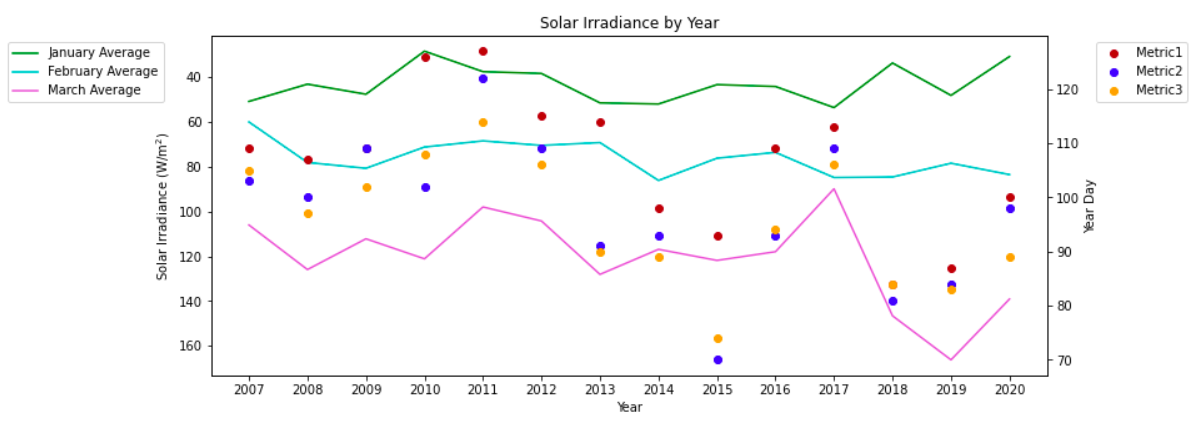 Solar Irradiance by Year
January Average
February Average
March Average
Metric1
Metric2
Metric3
Solar Irradiance (W/m²)
40
60
80
100
120
140
160
120
110
100
90
80
70
Year Day
2007 2008 2009 2010 2011 2012 2013 2014 2015 2016 2017 2018 2019 2020
Year